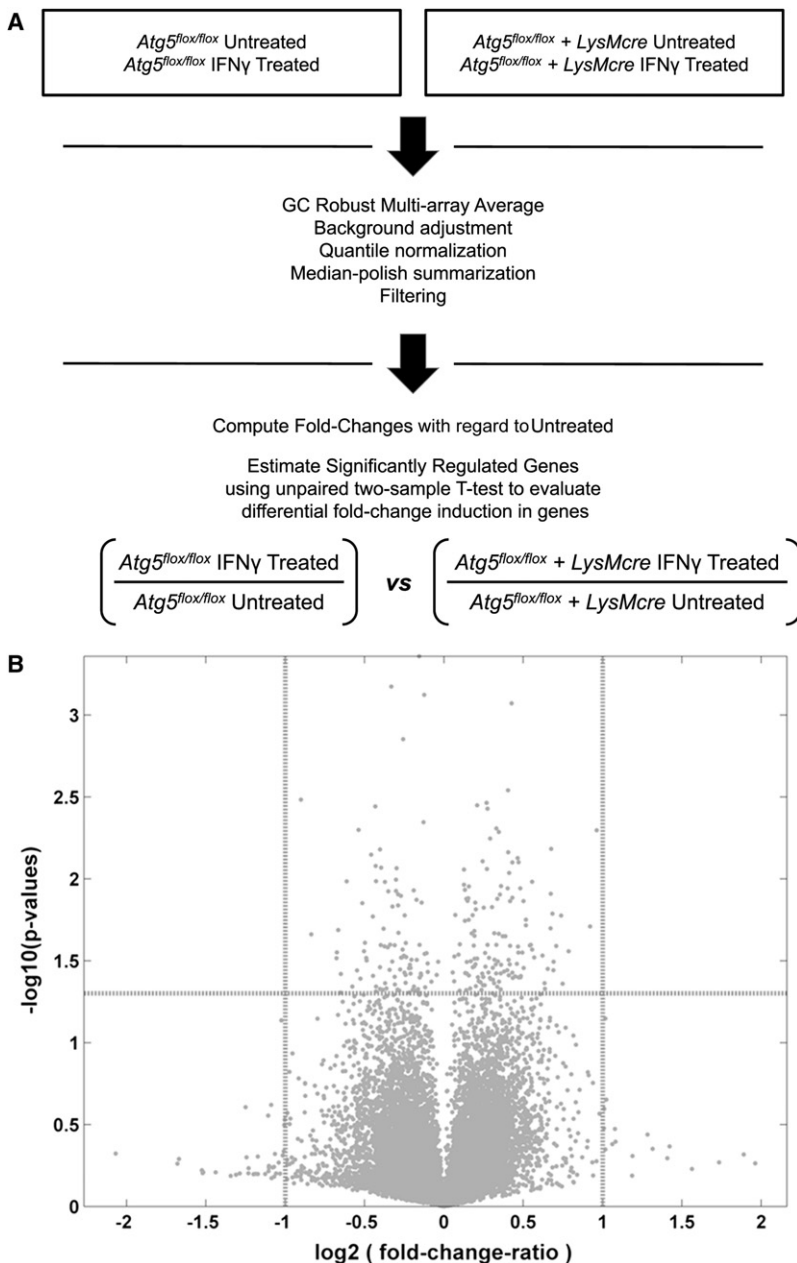 A
Atg5flox/flox Untreated
Atg5flox/flox IFNγ Treated
Atg5flox/flox + LysMcre Untreated
Atg5flox/flox + LysMcre IFNγ Treated
GC Robust Multi-array Average
Background adjustment
Quantile normalization
Median-polish summarization
Filtering
Compute Fold-Changes with regard to Untreated
Estimate Significantly Regulated Genes
using unpaired two-sample T-test to evaluate
differential fold-change induction in genes
Atg5flox/flox IFNγ Treated
Atg5flox/flox Untreated
vs
Atg5flox/flox + LysMcre IFNγ Treated
Atg5flox/flox + LysMcre Untreated
B
-log10(p-values)
3
2.5
2
1.5
1
0.5
0
-2
-1.5
-1
-0.5
0
0.5
1
1.5
2
log2 ( fold-change-ratio )